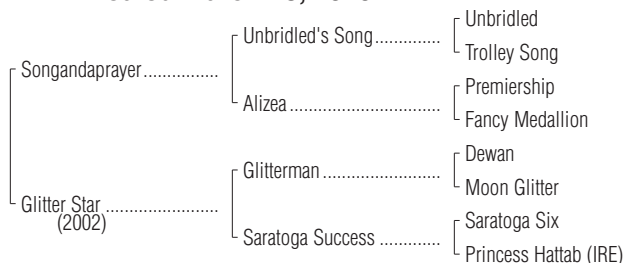 Unbridled
Unbridled's Song
Trolley Song
Songandaprayer
Premiership
Alizea
Fancy Medallion
Dewan
Glitterman
Moon Glitter
Glitter Star
(2002)
Saratoga Six
Saratoga Success
Princess Hattab (IRE)